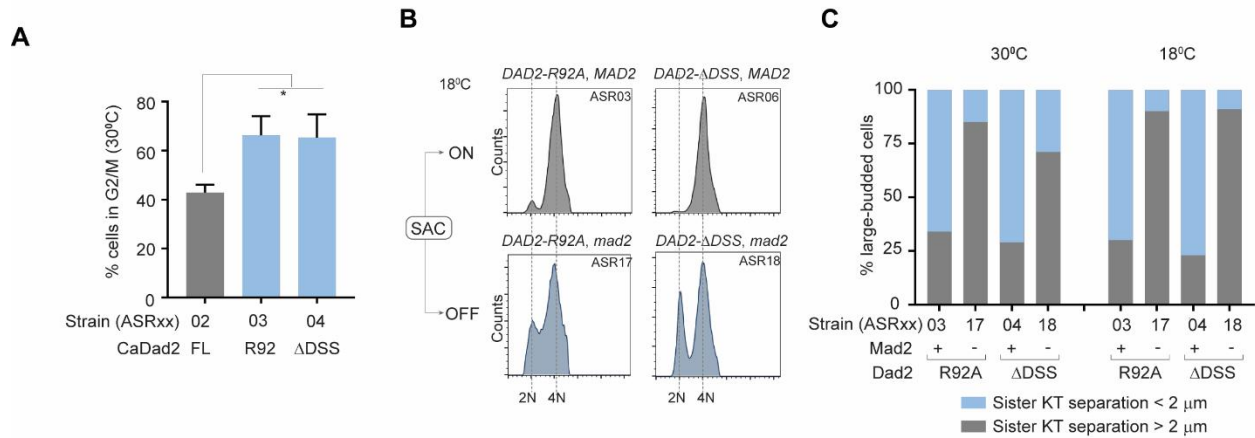 A
% cells in G2/M (30⁰C)
80
60
40
20
0
*
Strain (ASRxx) 02 03 04
CaDad2 FL R92 ΔDSS
B
18⁰C
DAD2-R92A, MAD2
DAD2-ΔDSS, MAD2
ASR03
ASR06
ON
Counts
SAC
DAD2-R92A, mad2
DAD2-ΔDSS, mad2
ASR17
ASR18
OFF
Counts
2N 4N 2N 4N
C
30⁰C 18⁰C
% large-budded cells
100
75
50
25
0
Strain (ASRxx) 03 17 04 18 03 17 04 18
Mad2 + - + - + - + -
Dad2 R92A ΔDSS R92A ΔDSS
Sister KT separation < 2 μm
Sister KT separation > 2 μm